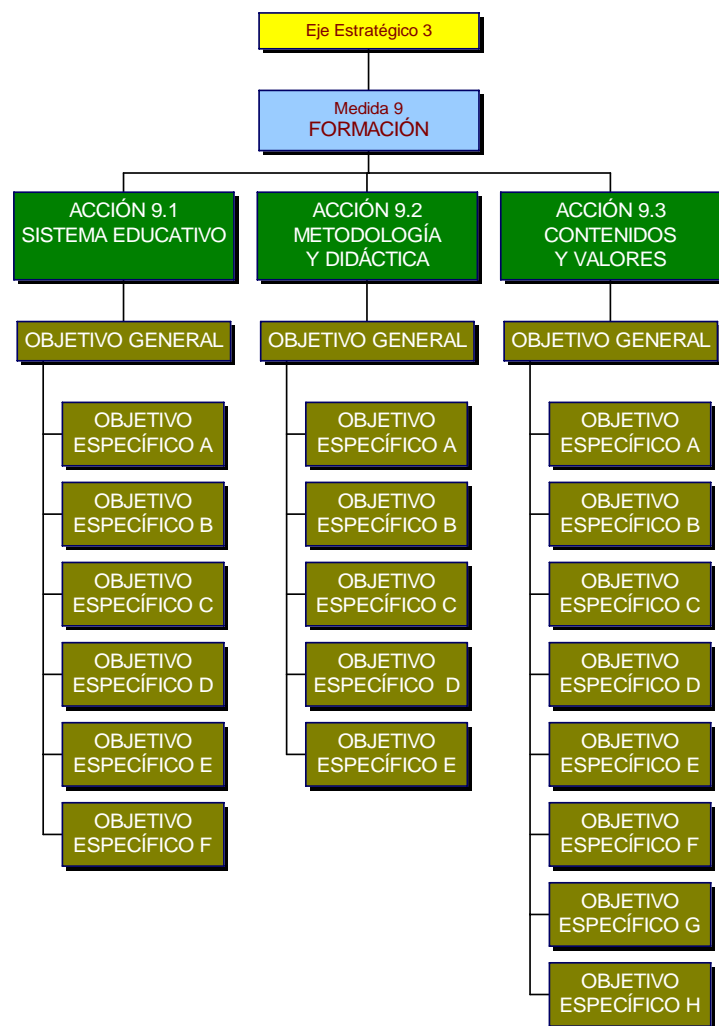 Eje Estratégico 3
Medida 9
FORMACIÓN
ACCIÓN 9.1
SISTEMA EDUCATIVO
OBJETIVO GENERAL
OBJETIVO
ESPECÍFICO A
OBJETIVO
ESPECÍFICO B
OBJETIVO
ESPECÍFICO C
OBJETIVO
ESPECÍFICO D
OBJETIVO
ESPECÍFICO E
OBJETIVO
ESPECÍFICO F
ACCIÓN 9.2
METODOLOGÍA
Y DIDÁCTICA
OBJETIVO GENERAL
OBJETIVO
ESPECÍFICO A
OBJETIVO
ESPECÍFICO B
OBJETIVO
ESPECÍFICO C
OBJETIVO
ESPECÍFICO D
OBJETIVO
ESPECÍFICO E
ACCIÓN 9.3
CONTENIDOS
Y VALORES
OBJETIVO GENERAL
OBJETIVO
ESPECÍFICO A
OBJETIVO
ESPECÍFICO B
OBJETIVO
ESPECÍFICO C
OBJETIVO
ESPECÍFICO D
OBJETIVO
ESPECÍFICO E
OBJETIVO
ESPECÍFICO F
OBJETIVO
ESPECÍFICO G
OBJETIVO
ESPECÍFICO H